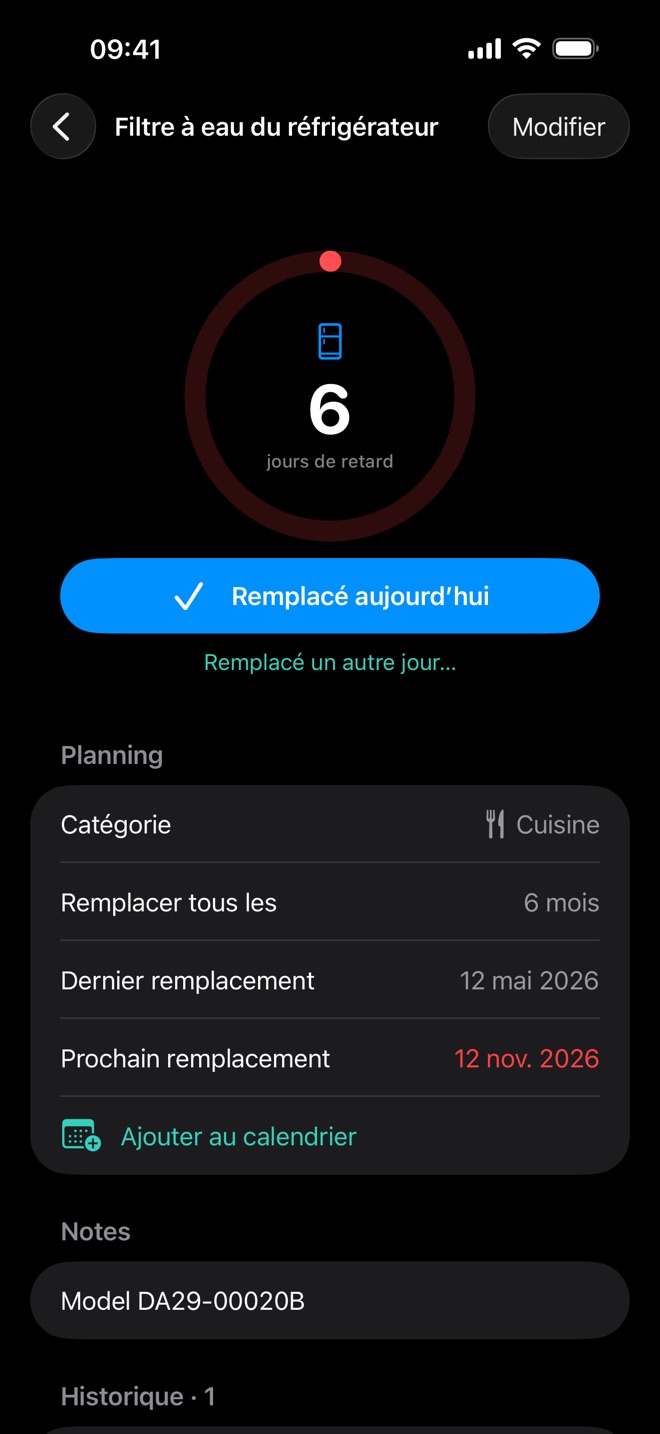 09:41
Filtre à eau du réfrigérateur
Modifier
6
jours de retard
Remplacé aujourd’hui
Remplacé un autre jour…
Planning
Catégorie
Cuisine
Remplacer tous les
6 mois
Dernier remplacement
12 mai 2026
Prochain remplacement
12 nov. 2026
Ajouter au calendrier
Notes
Model DA29-00020B
Historique · 1